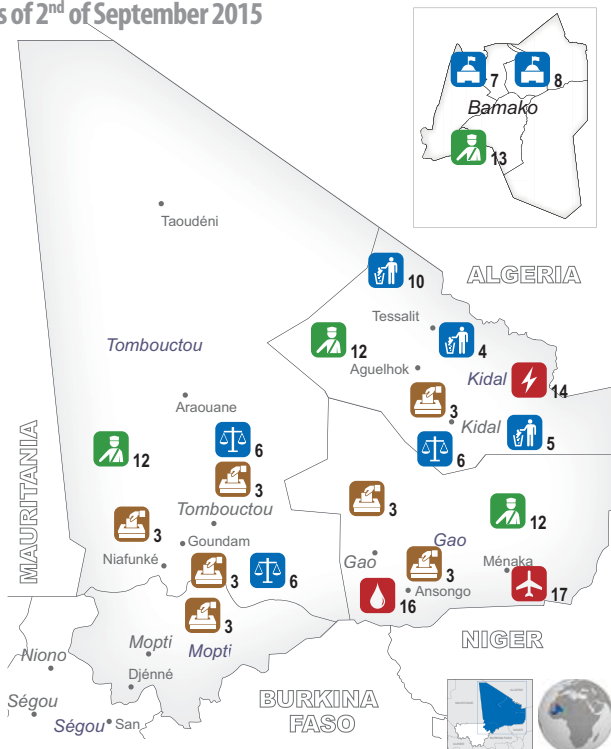 s of 2nd of September 2015
7
8
Bamako
13
Taoudéni
ALGERIA
10
Tessalit
Tombouctou
12
4
Aguelhok
Kidal
14
3
Araouane
Kidal
5
MAURITANIA
12
6
6
3
3
Tombouctou
12
3
Goundam
Gao
Niafunké
Gao
3
Ménaka
3
6
Ansongo
17
16
3
Mopti
Mopti
NIGER
Niono
Djénné
Ségou
BURKINA
FASO
Ségou
San